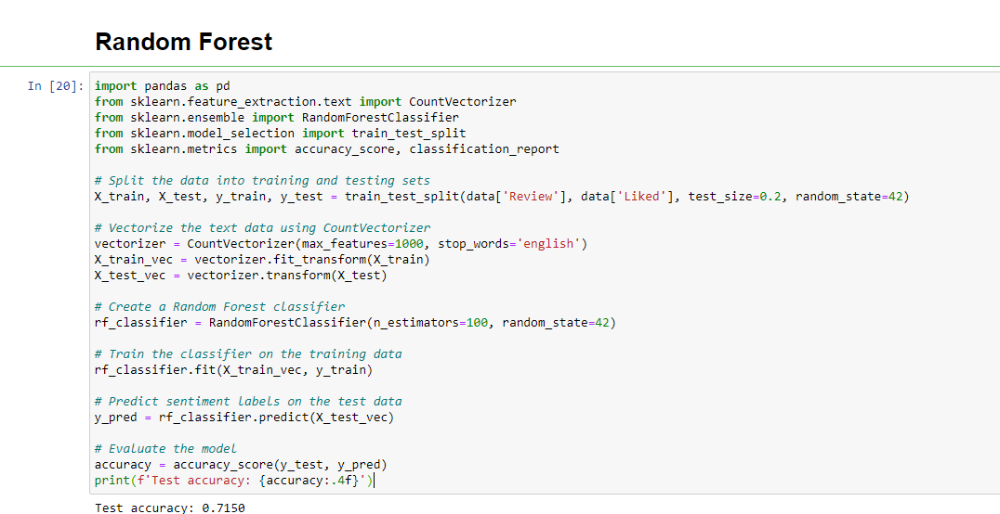 Random Forest
In [20]:
import pandas as pd
from sklearn.feature_extraction.text import CountVectorizer
from sklearn.ensemble import RandomForestClassifier
from sklearn.model_selection import train_test_split
from sklearn.metrics import accuracy_score, classification_report
# Split the data into training and testing sets
X_train, X_test, y_train, y_test = train_test_split(data['Review'], data['Liked'], test_size=0.2, random_state=42)
# Vectorize the text data using CountVectorizer
vectorizer = CountVectorizer(max_features=1000, stop_words='english')
X_train_vec = vectorizer.fit_transform(X_train)
X_test_vec = vectorizer.transform(X_test)
# Create a Random Forest classifier
rf_classifier = RandomForestClassifier(n_estimators=100, random_state=42)
# Train the classifier on the training data
rf_classifier.fit(X_train_vec, y_train)
# Predict sentiment labels on the test data
y_pred = rf_classifier.predict(X_test_vec)
# Evaluate the model
accuracy = accuracy_score(y_test, y_pred)
print(f'Test accuracy: {accuracy:.4f}')
Test accuracy: 0.7150